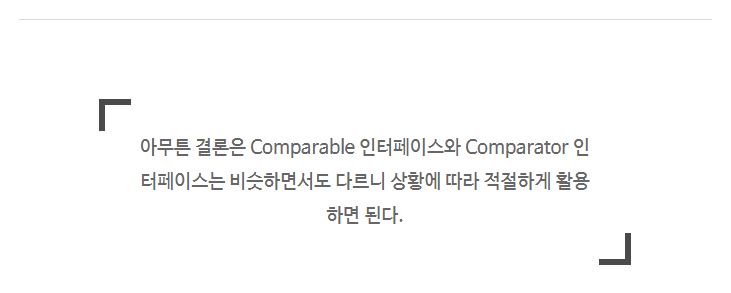 아무튼 결론은 Comparable 인터페이스와 Comparator 인
터페이스는 비슷하면서도 다르니 상황에 따라 적절하게 활용
하면 된다.